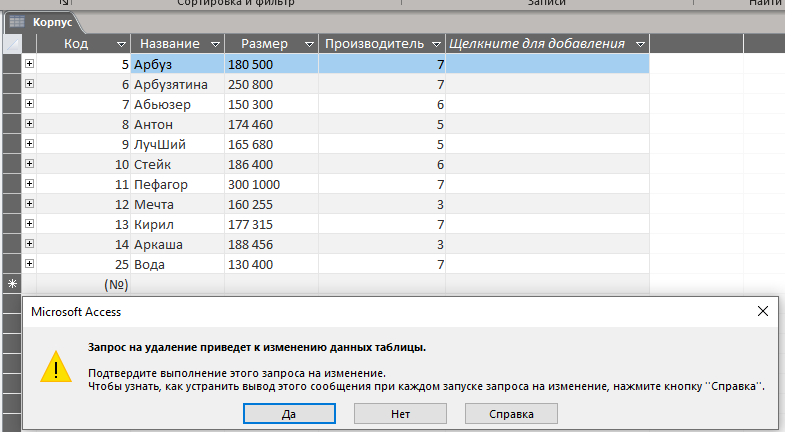 Сортировка и фильтр Записи Найти
Корпус
Код Название Размер Производитель Щелкните для добавления
5 Арбуз 180 500 7
6 Арбузятина 250 800 7
7 Абьюзер 150 300 6
8 Антон 174 460 5
9 ЛучШий 165 680 5
10 Стейк 186 400 6
11 Пефагор 300 1000 7
12 Мечта 160 255 3
13 Кирил 177 315 7
14 Аркаша 188 456 3
25 Вода 130 400 7
(№)
Microsoft Access
Запрос на удаление приведет к изменению данных таблицы.
Подтвердите выполнение этого запроса на изменение.
Чтобы узнать, как устранить вывод этого сообщения при каждом запуске запроса на изменение, нажмите кнопку "Справка".
Да Нет Справка